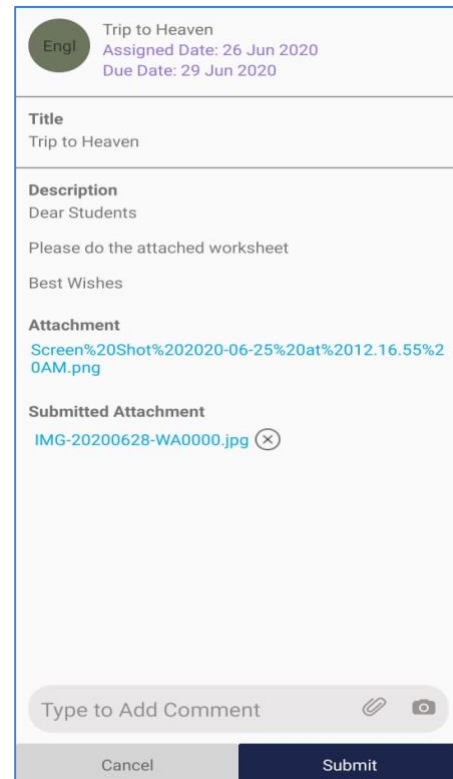 Engl
Trip to Heaven
Assigned Date: 26 Jun 2020
Due Date: 29 Jun 2020
Title
Trip to Heaven
Description
Dear Students
Please do the attached worksheet
Best Wishes
Attachment
Screen%20Shot%202020-06-25%20at%2012.16.55%2
0AM.png
Submitted Attachment
IMG-20200628-WA0000.jpg
Type to Add Comment
Cancel
Submit